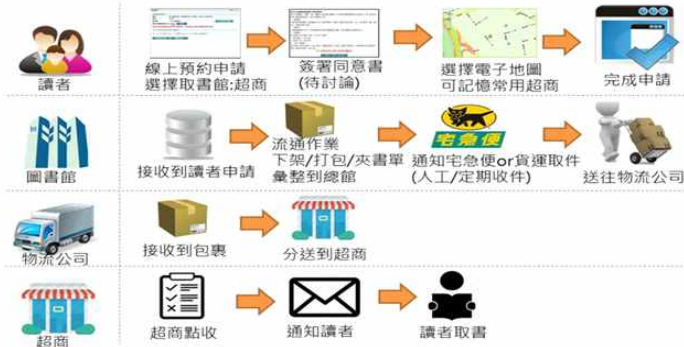 讀者
線上預約申請
選擇取書館:超商
簽署同意書
(待討論)
選擇電子地圖
可記憶常用超商
完成申請
圖書館
接收到讀者申請
流通作業
下架/打包/夾書單
彙整到總館
宅急便
通知宅急便or貨運取件
(人工/定期收件)
送往物流公司
物流公司
接收到包裹
分送到超商
超商
超商點收
通知讀者
讀者取書